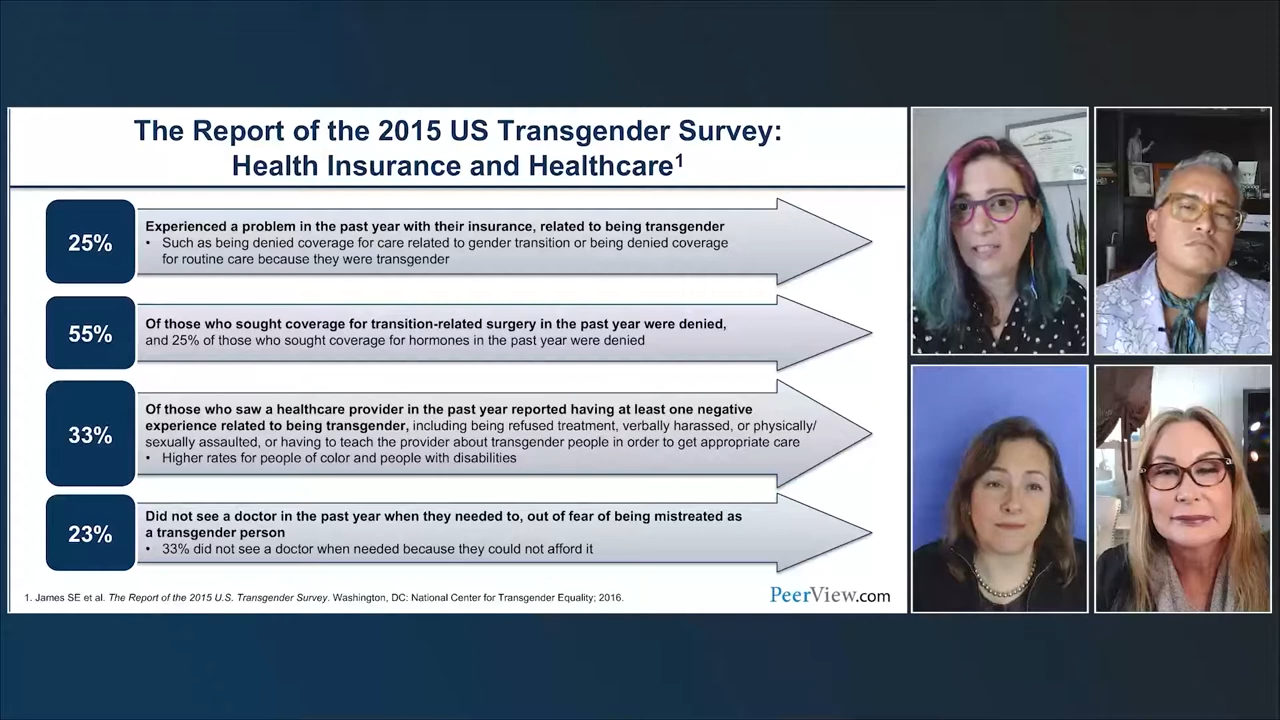 The Report of the 2015 US Transgender Survey:
Health Insurance and Healthcare1
25%
Experienced a problem in the past year with their insurance, related to being transgender
• Such as being denied coverage for care related to gender transition or being denied coverage
for routine care because they were transgender
55%
Of those who sought coverage for transition-related surgery in the past year were denied,
and 25% of those who sought coverage for hormones in the past year were denied
33%
Of those who saw a healthcare provider in the past year reported having at least one negative
experience related to being transgender, including being refused treatment, verbally harassed, or physically/
sexually assaulted, or having to teach the provider about transgender people in order to get appropriate care
• Higher rates for people of color and people with disabilities
23%
Did not see a doctor in the past year when they needed to, out of fear of being mistreated as
a transgender person
• 33% did not see a doctor when needed because they could not afford it
1. James SE et al. The Report of the 2015 U.S. Transgender Survey. Washington, DC: National Center for Transgender Equality; 2016.
PeerView.com